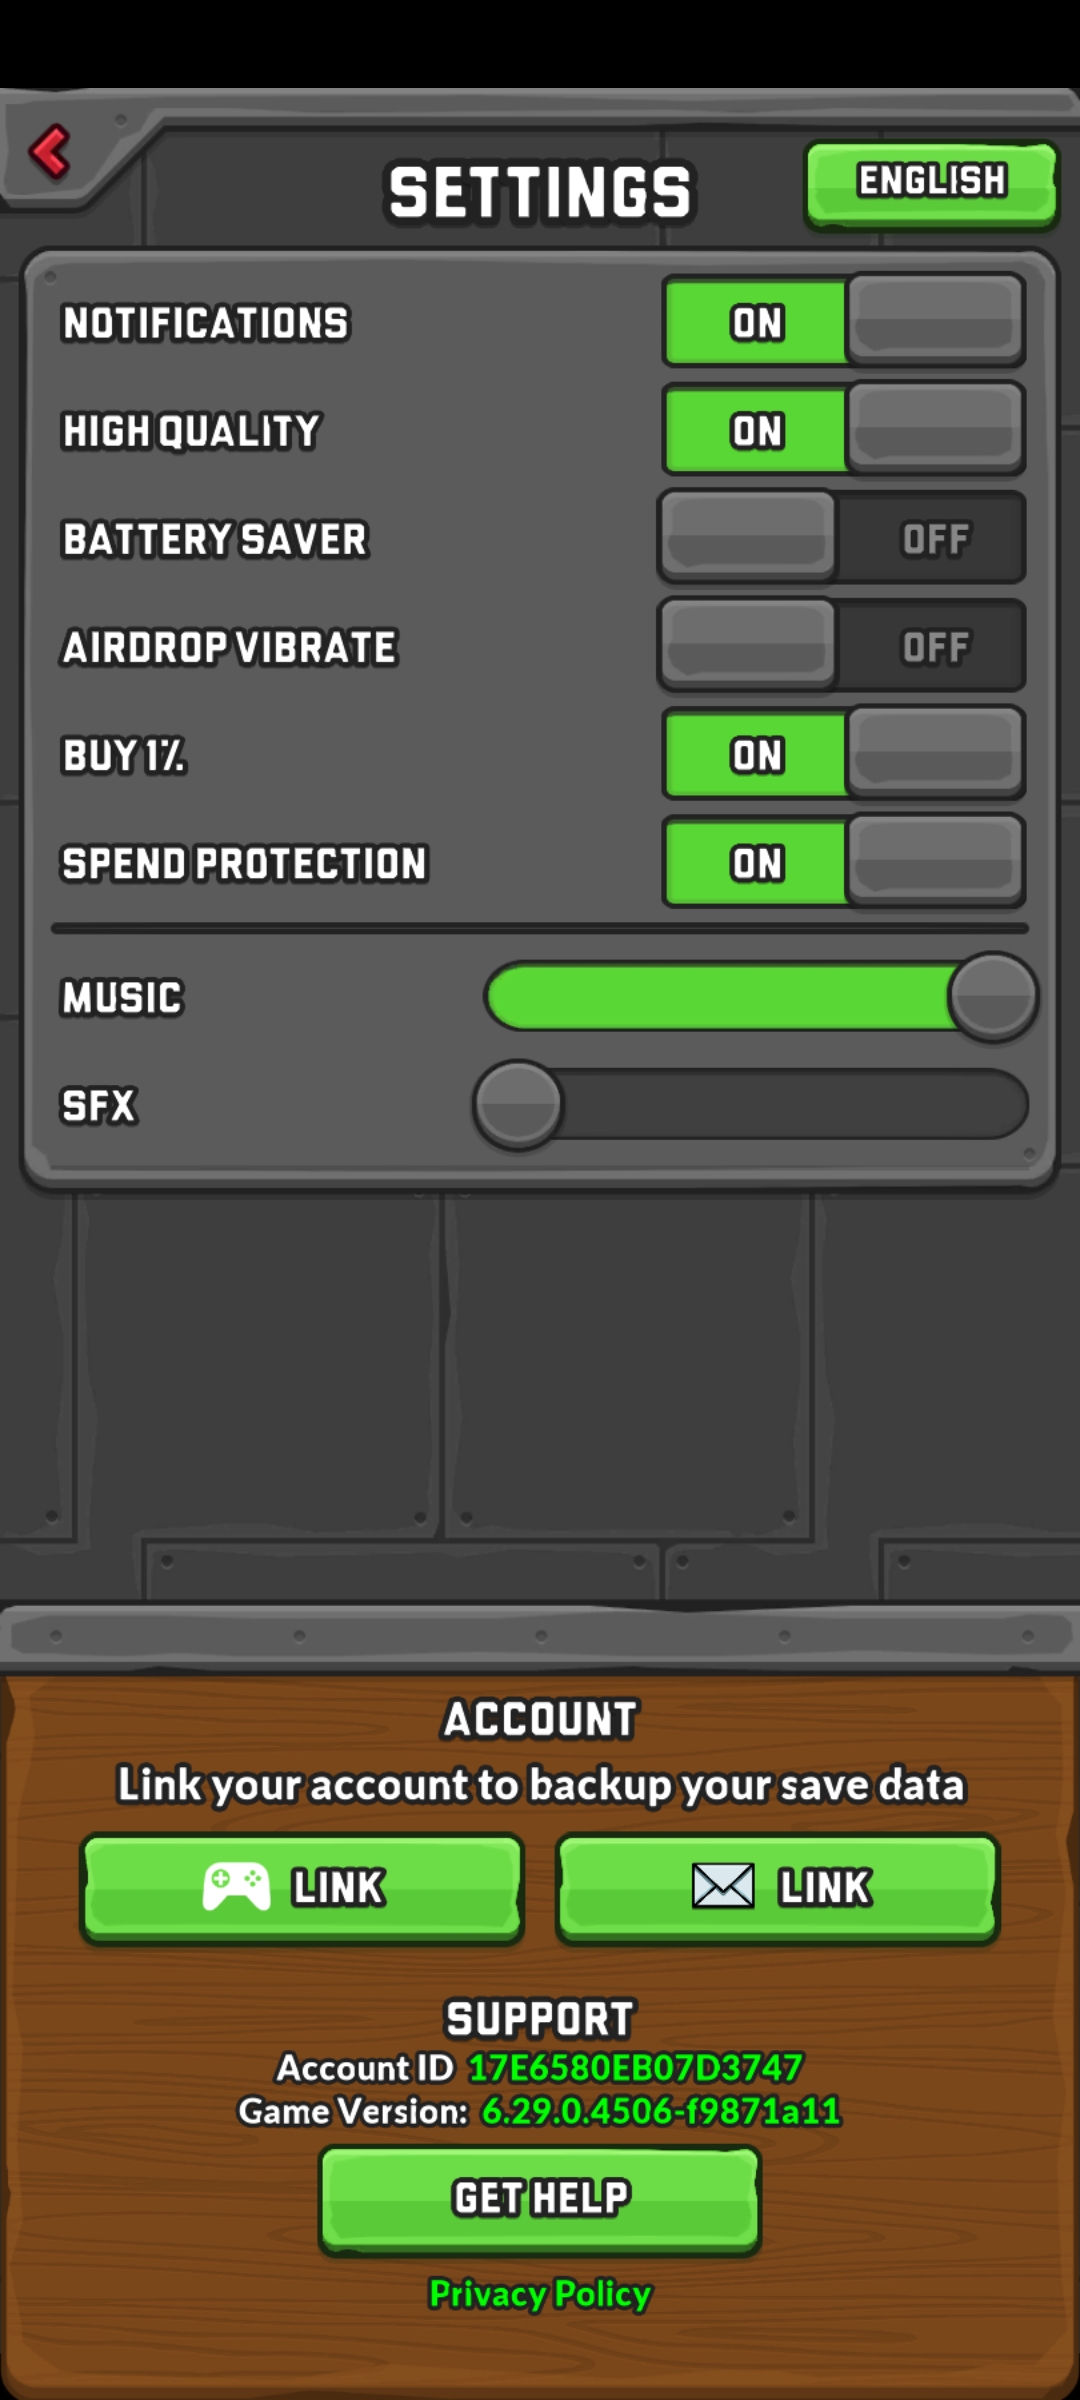 SETTINGS
ENGLISH
NOTIFICATIONS
ON
HIGH QUALITY
ON
BATTERY SAVER
OFF
AIRDROP VIBRATE
OFF
BUY 1%
ON
SPEND PROTECTION
ON
MUSIC
SFX
ACCOUNT
Link your account to backup your save data
LINK
LINK
SUPPORT
Account ID 17E6580EB07D3747
Game Version: 6.29.0.4506-f9871a11
GET HELP
Privacy Policy